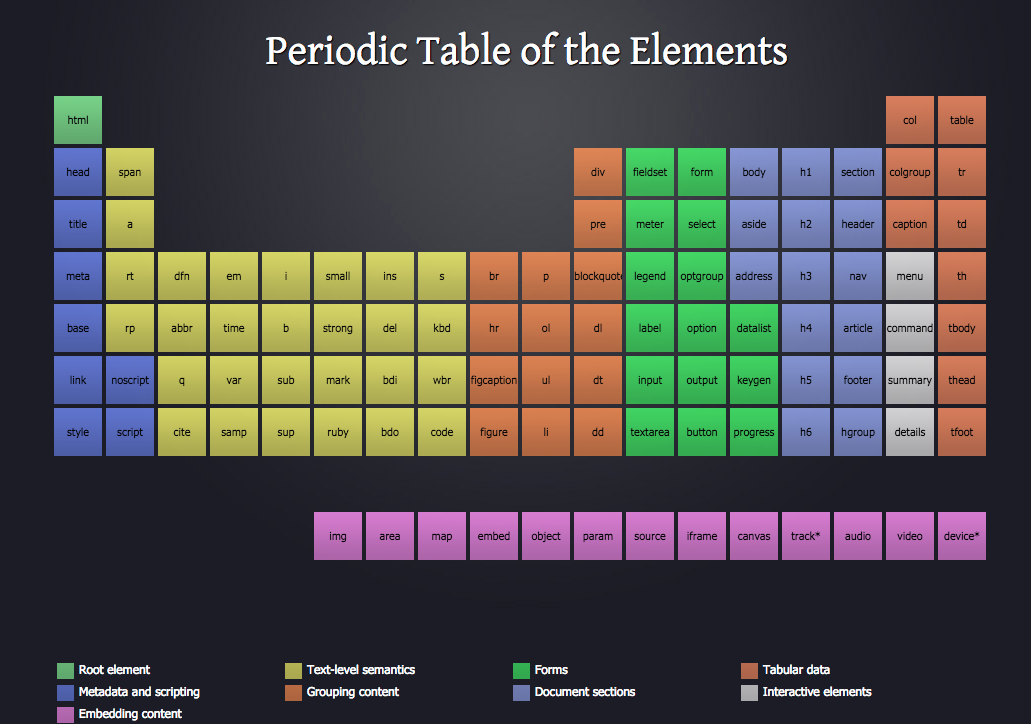 Periodic Table of the Elements
html col table
head span div fieldset form body h1 section colgroup tr
title a pre meter select aside h2 header caption td
meta rt dfn em i small ins s br p blockquote legend optgroup address h3 nav menu th
base rp abbr time b strong del kbd hr ol dl label option datalist h4 article command tbody
link noscript q var sub mark bdi wbr figcaption ul dt input output keygen h5 footer summary thead
style script cite samp sup ruby bdo code figure li dd textarea button progress h6 hgroup details tfoot
img area map embed object param source iframe canvas track* audio video device*
Root element Text-level semantics Forms Tabular data
Metadata and scripting Grouping content Document sections Interactive elements
Embedding content